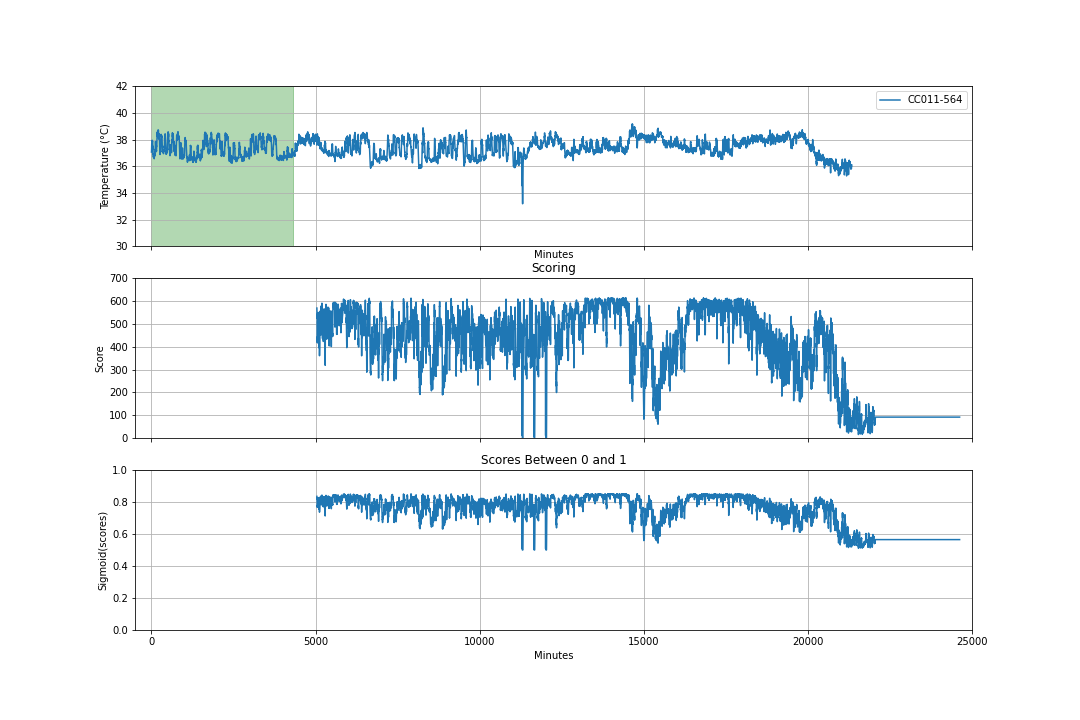 CC011-564
Temperature (°C)
42
40
38
36
34
32
30
Minutes
Scoring
Score
700
600
500
400
300
200
100
0
Scores Between 0 and 1
Sigmoid(scores)
1.0
0.8
0.6
0.4
0.2
0.0
0 5000 10000 15000 20000 25000
Minutes